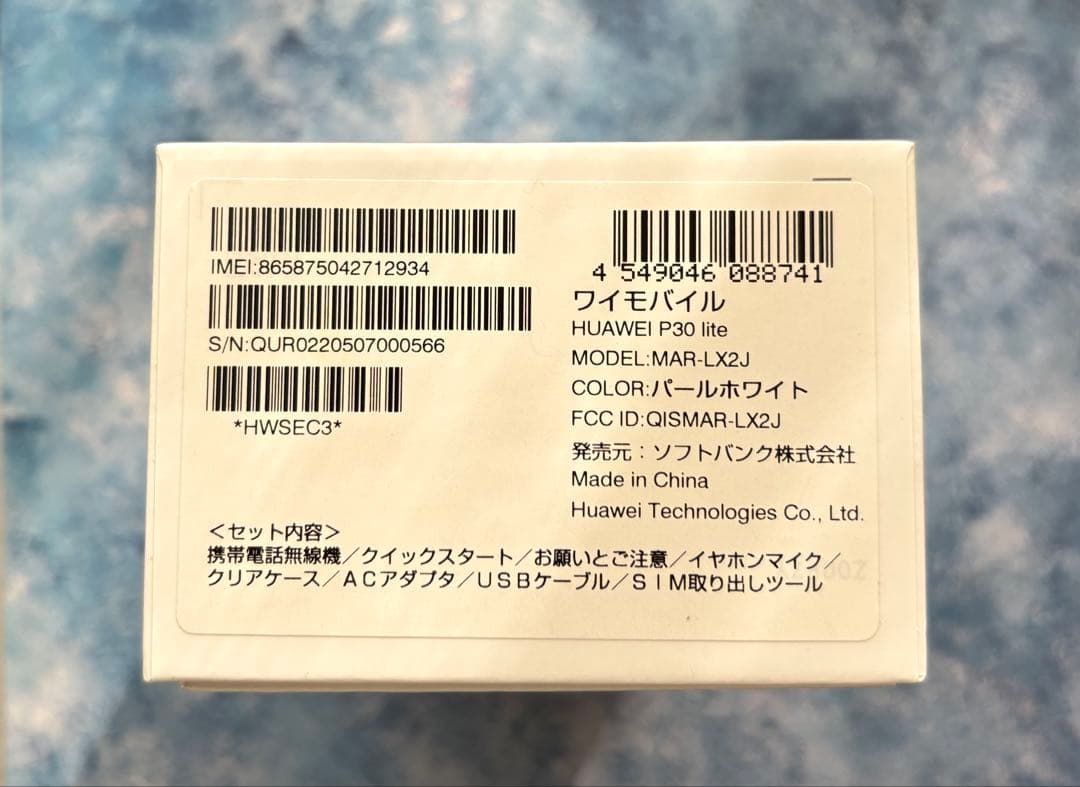 IMEI:865875042712934
S/N:QUR0220507000566
*HWSEC3*
4 549046 088741
ワイモバイル
HUAWEI P30 lite
MODEL:MAR-LX2J
COLOR:パールホワイト
FCC ID:QISMAR-LX2J
発売元：ソフトバンク株式会社
Made in China
Huawei Technologies Co., Ltd.
＜セット内容＞
携帯電話無線機／クイックスタート／お願いとご注意／イヤホンマイク／
クリアケース／ACアダプタ／USBケーブル／SIM取り出しツール